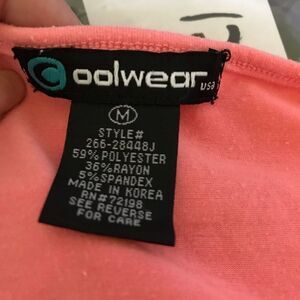 Coolwear USA
M
STYLE#
266-28448J
59% POLYESTER
36% RAYON
5% SPANDEX
MADE IN KOREA
RN#72198
SEE REVERSE
FOR CARE